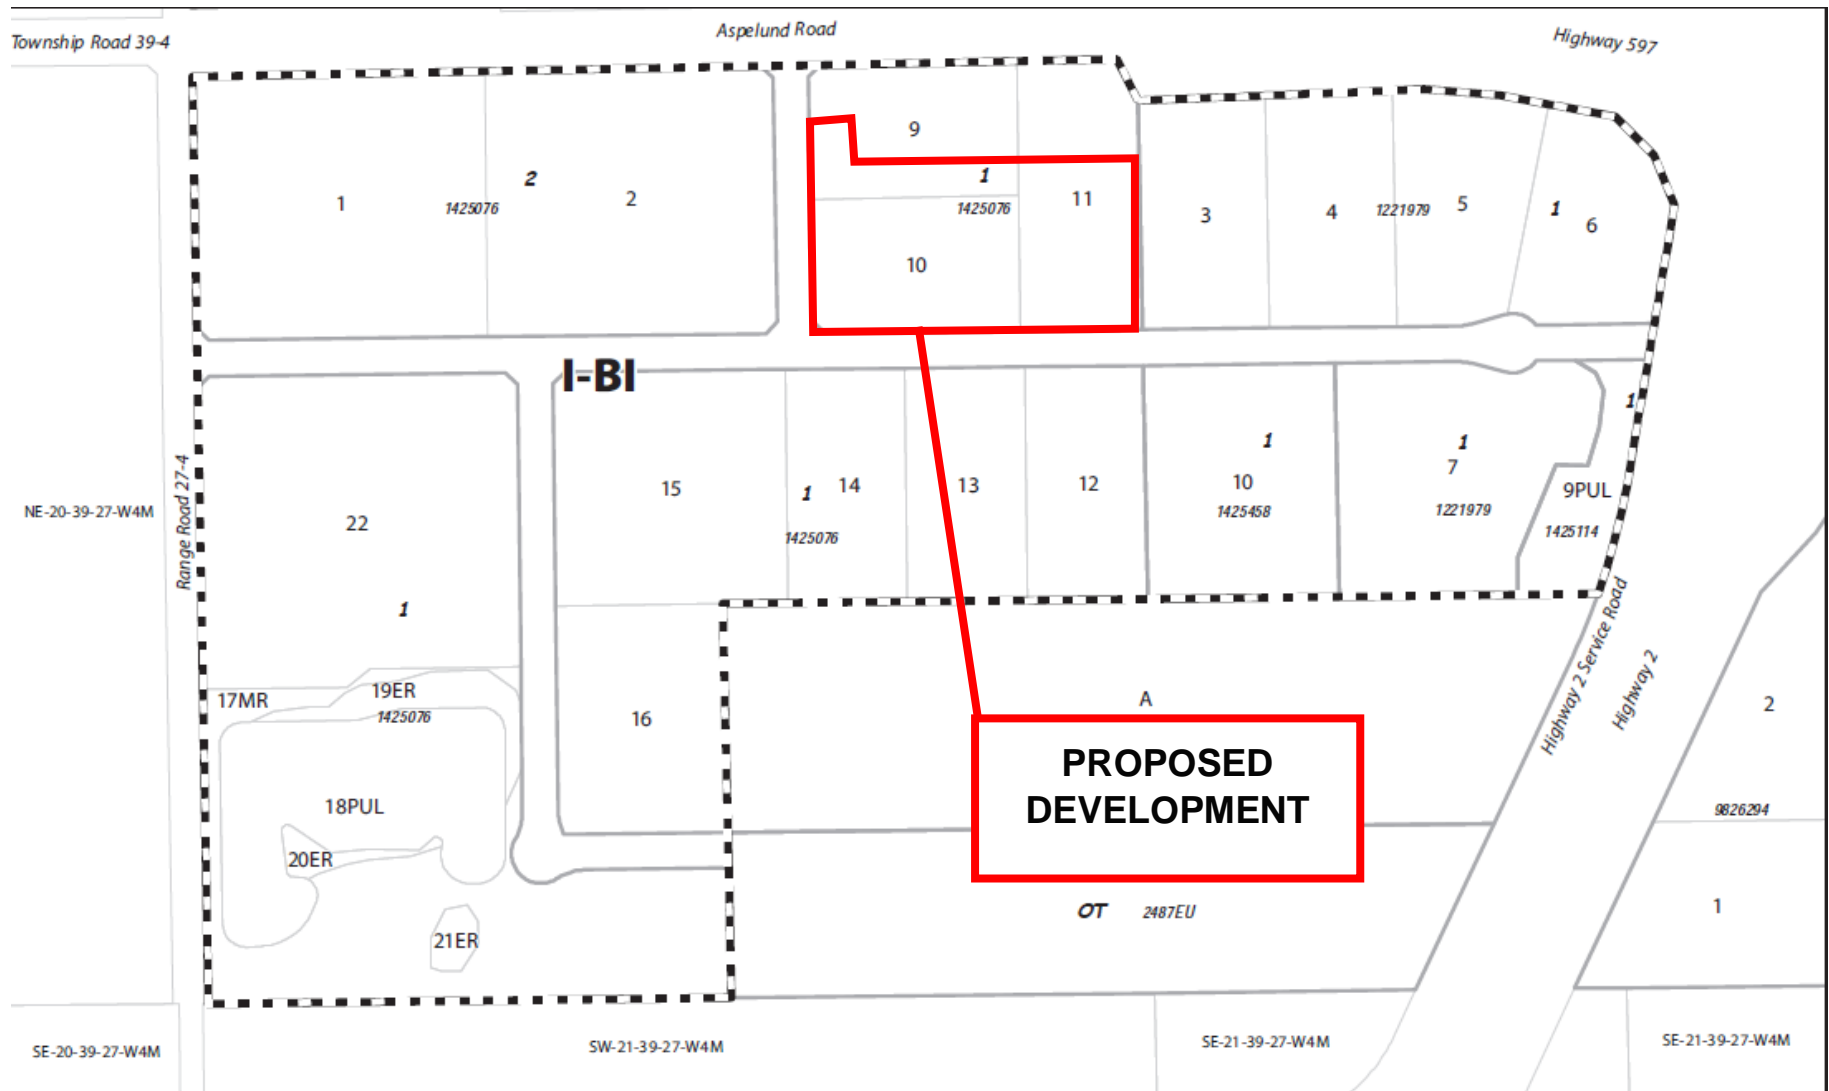 Township Road 39-4
Aspelund Road
Highway 597
9
1
1425076
2
2
1
1425076
11
10
3
4
1221979
5
1
6
I-BI
1
Range Road 27-4
NE-20-39-27-W4M
22
1
15
1
14
1425076
13
12
1
10
1425458
1
7
1221979
9PUL
1425114
17MR
19ER
1425076
16
A
Highway 2 Service Road
Highway 2
2
18PUL
20ER
21ER
PROPOSED
DEVELOPMENT
9826294
1
OT 2487EU
SE-20-39-27-W4M
SW-21-39-27-W4M
SE-21-39-27-W4M
SE-21-39-27-W4M